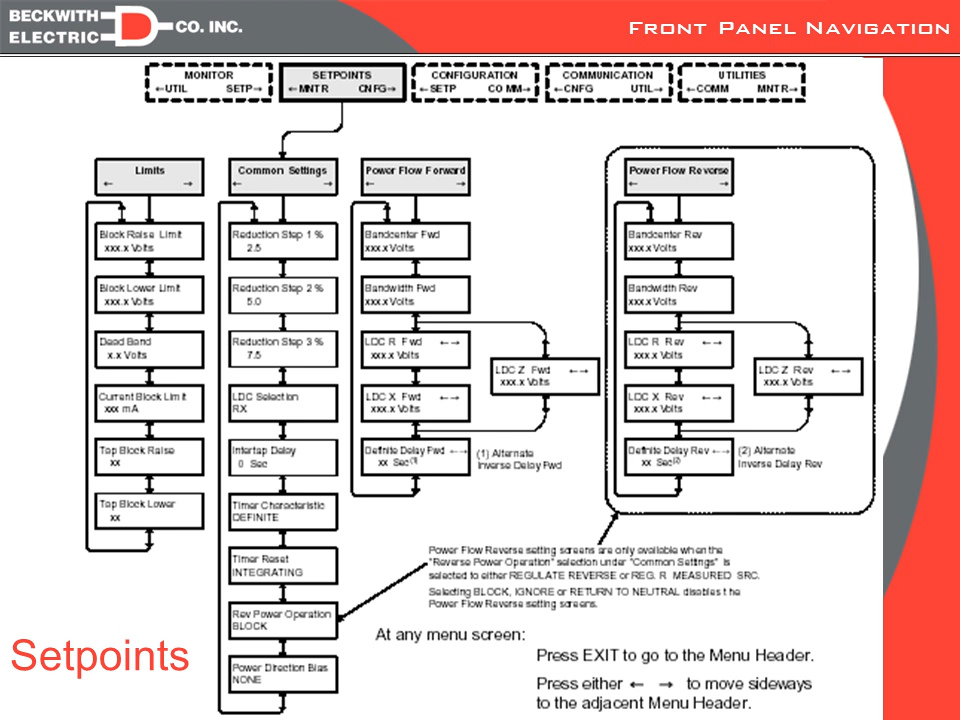 BECKWITH
ELECTRIC
CO. INC.
FRONT PANEL NAVIGATION
MONITOR
←UTIL SETP→
SETPOINTS
←MNTR CNFG→
CONFIGURATION
←SETP COMM→
COMMUNICATION
←CNFG UTIL→
UTILITIES
←COMM MNTR→
Limits
← →
Block Raise Limit
xxx.x Volts
Block Lower Limit
xxx.x Volts
Dead Band
x.x Volts
Current Block Limit
xxx mA
Tap Block Raise
xx
Tap Block Lower
xx
Common Settings
← →
Reduction Step 1 %
2.5
Reduction Step 2 %
5.0
Reduction Step 3 %
7.5
LDC Selection
RX
Intertap Delay
0 Sec
Timer Characteristic
DEFINITE
Timer Reset
INTEGRATING
Rev Power Operation
BLOCK
Power Direction Bias
NONE
Power Flow Forward
← →
Bandcenter Fwd
xxx.x Volts
Bandwidth Fwd
xxx.x Volts
LDC R Fwd ←→
xxx.x Volts
LDC X Fwd ←→
xxx.x Volts
Definite Delay Fwd ←→
xx Sec(1)
LDC Z Fwd ←→
xxx.x Volts
(1) Alternate
Inverse Delay Fwd
Power Flow Reverse
← →
Bandcenter Rev
xxx.x Volts
Bandwidth Rev
xxx.x Volts
LDC R Rev ←→
xxx.x Volts
LDC X Rev ←→
xxx.x Volts
Definite Delay Rev ←→
xx Sec(2)
LDC Z Rev ←→
xxx.x Volts
(2) Alternate
Inverse Delay Rev
Power Flow Reverse setting screens are only available when the
"Reverse Power Operation" selection under "Common Settings" is
selected to either REGULATE REVERSE or REG. R MEASURED SRC.
Selecting BLOCK, IGNORE or RETURN TO NEUTRAL disables the
Power Flow Reverse setting screens.
At any menu screen:
Press EXIT to go to the Menu Header.
Press either ← → to move sideways
to the adjacent Menu Header.
Setpoints